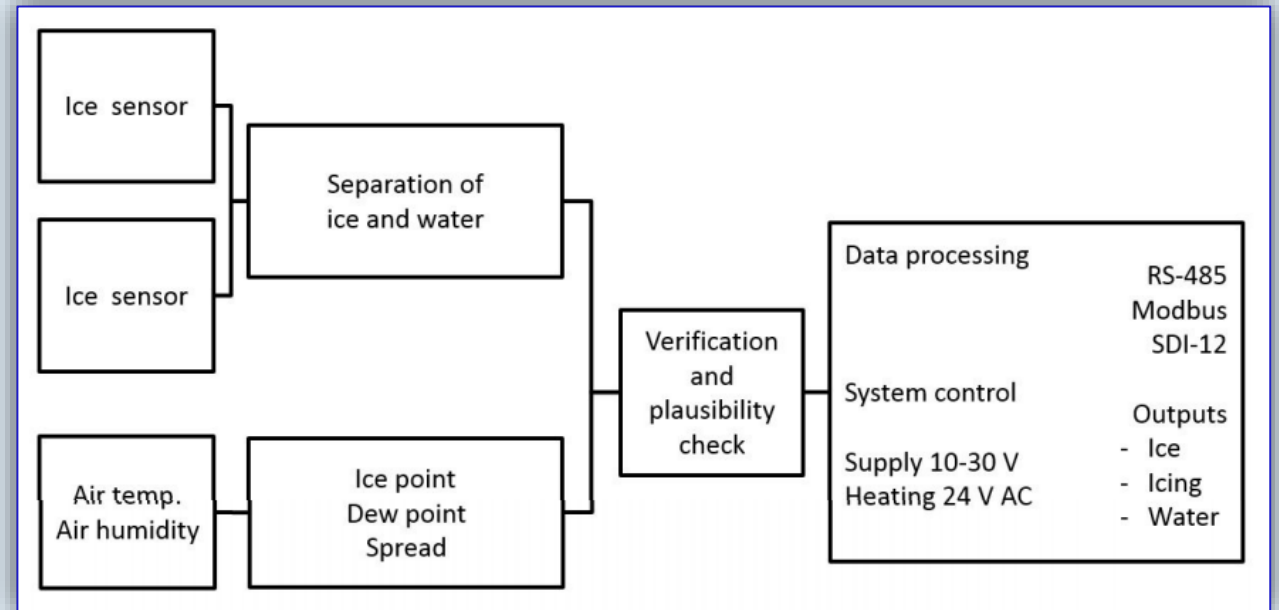 Ice sensor
Ice sensor
Air temp.
Air humidity
Separation of
ice and water
Ice point
Dew point
Spread
Verification
and
plausibility
check
Data processing
System control
Supply 10-30 V
Heating 24 V AC
RS-485
Modbus
SDI-12
Outputs
- Ice
- Icing
- Water